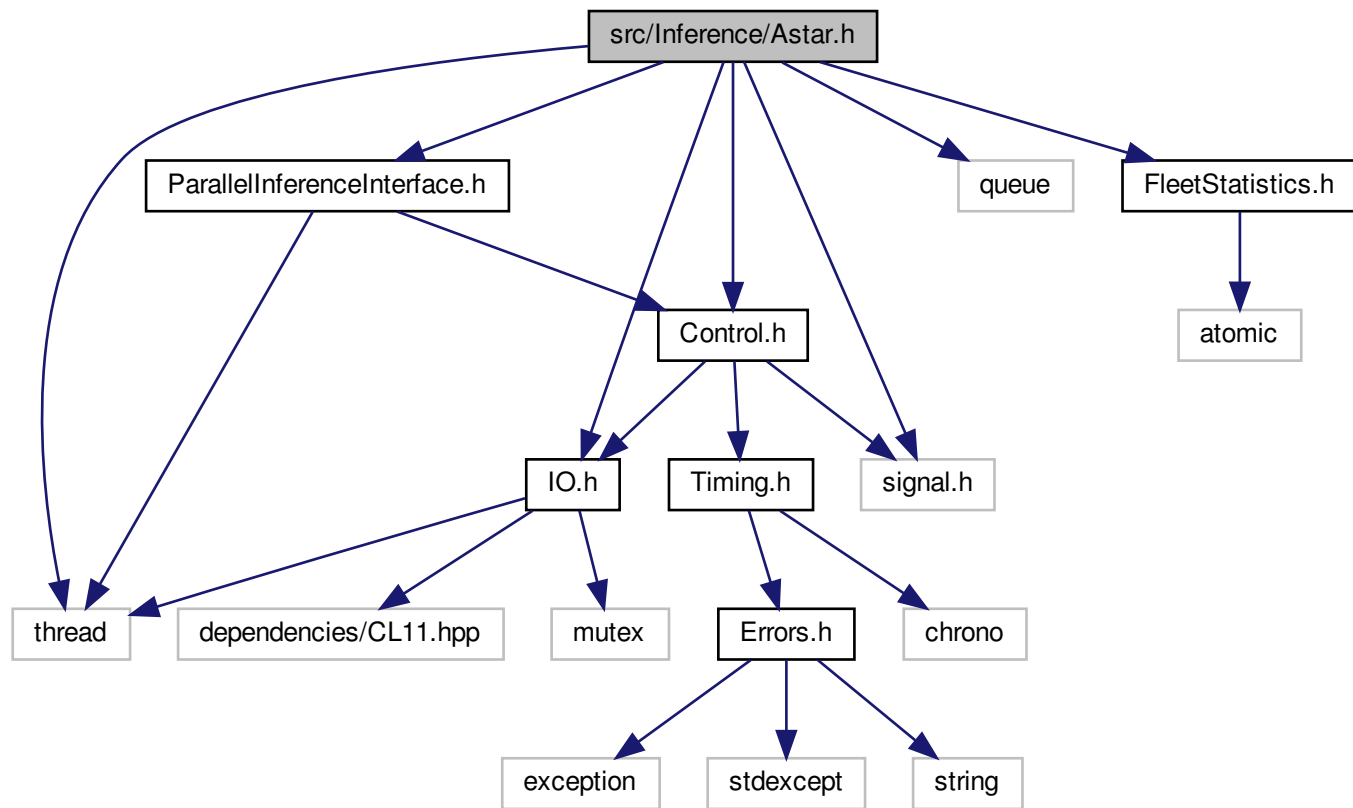 src/Inference/Astar.h
ParallelInferenceInterface.h
queue
FleetStatistics.h
Control.h
atomic
IO.h
Timing.h
signal.h
thread
dependencies/CL11.hpp
mutex
Errors.h
chrono
exception
stdexcept
string